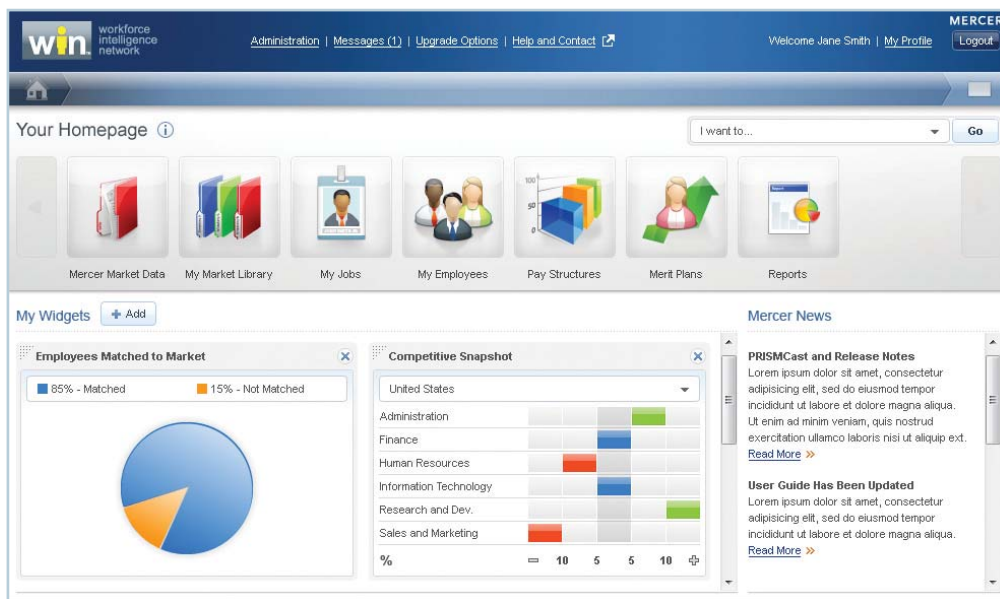 MERCER
win workforce
intelligence
network
Administration | Messages (1) | Upgrade Options | Help and Contact
Welcome Jane Smith | My Profile
Logout
Your Homepage
I want to...
Go
100
50
0
Report
Mercer Market Data
My Market Library
My Jobs
My Employees
Pay Structures
Merit Plans
Reports
My Widgets
Add
Employees Matched to Market
85% - Matched
15% - Not Matched
Competitive Snapshot
United States
Administration
Finance
Human Resources
Information Technology
Research and Dev.
Sales and Marketing
% − 10 5 5 10 +
Mercer News
PRISMCast and Release Notes
Lorem ipsum dolor sit amet, consectetur
adipisicing elit, sed do eiusmod tempor
incididunt ut labore et dolore magna aliqua.
Ut enim ad minim veniam, quis nostrud
exercitation ullamco laboris nisi ut aliquip ext.
Read More »
User Guide Has Been Updated
Lorem ipsum dolor sit amet, consectetur
adipisicing elit, sed do eiusmod tempor
incididunt ut labore et dolore magna aliqua.
Read More »